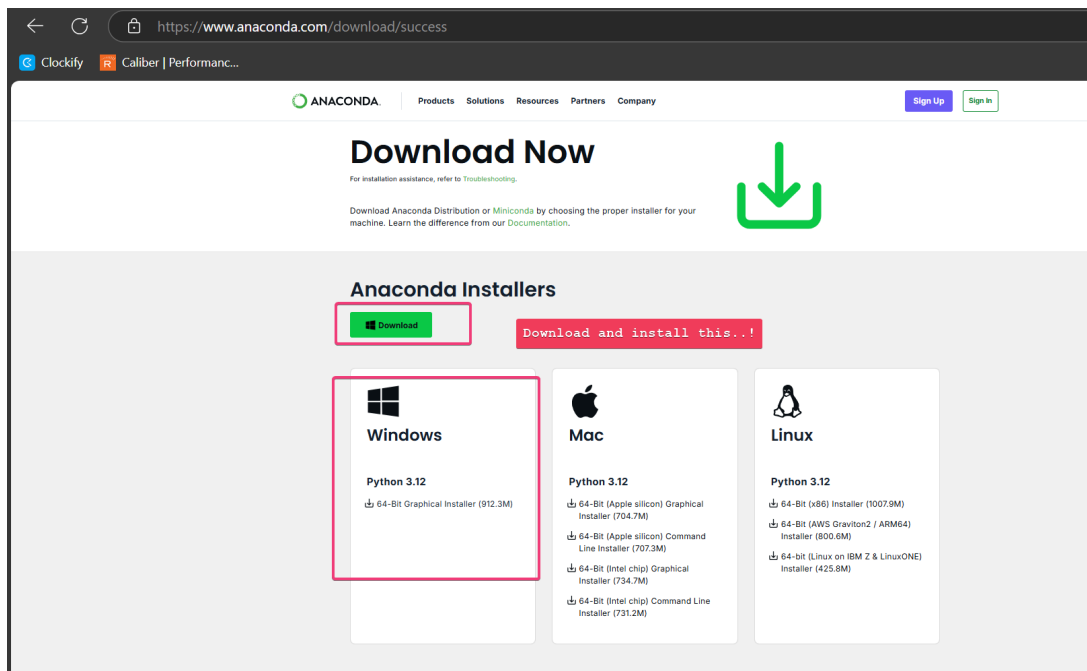 https://www.anaconda.com/download/success
Clockify
Caliber | Performanc...
ANACONDA.
Products Solutions Resources Partners Company
Sign Up
Sign In
Download Now
For installation assistance, refer to Troubleshooting.
Download Anaconda Distribution or Miniconda by choosing the proper installer for your
machine. Learn the difference from our Documentation.
Anaconda Installers
Download
Download and install this..!
Windows
Python 3.12
64-Bit Graphical Installer (912.3M)
Mac
Python 3.12
64-Bit (Apple silicon) Graphical
Installer (704.7M)
64-Bit (Apple silicon) Command
Line Installer (707.3M)
64-Bit (Intel chip) Graphical
Installer (734.7M)
64-Bit (Intel chip) Command Line
Installer (731.2M)
Linux
Python 3.12
64-Bit (x86) Installer (1007.9M)
64-Bit (AWS Graviton2 / ARM64)
Installer (800.6M)
64-bit (Linux on IBM Z & LinuxONE)
Installer (425.8M)